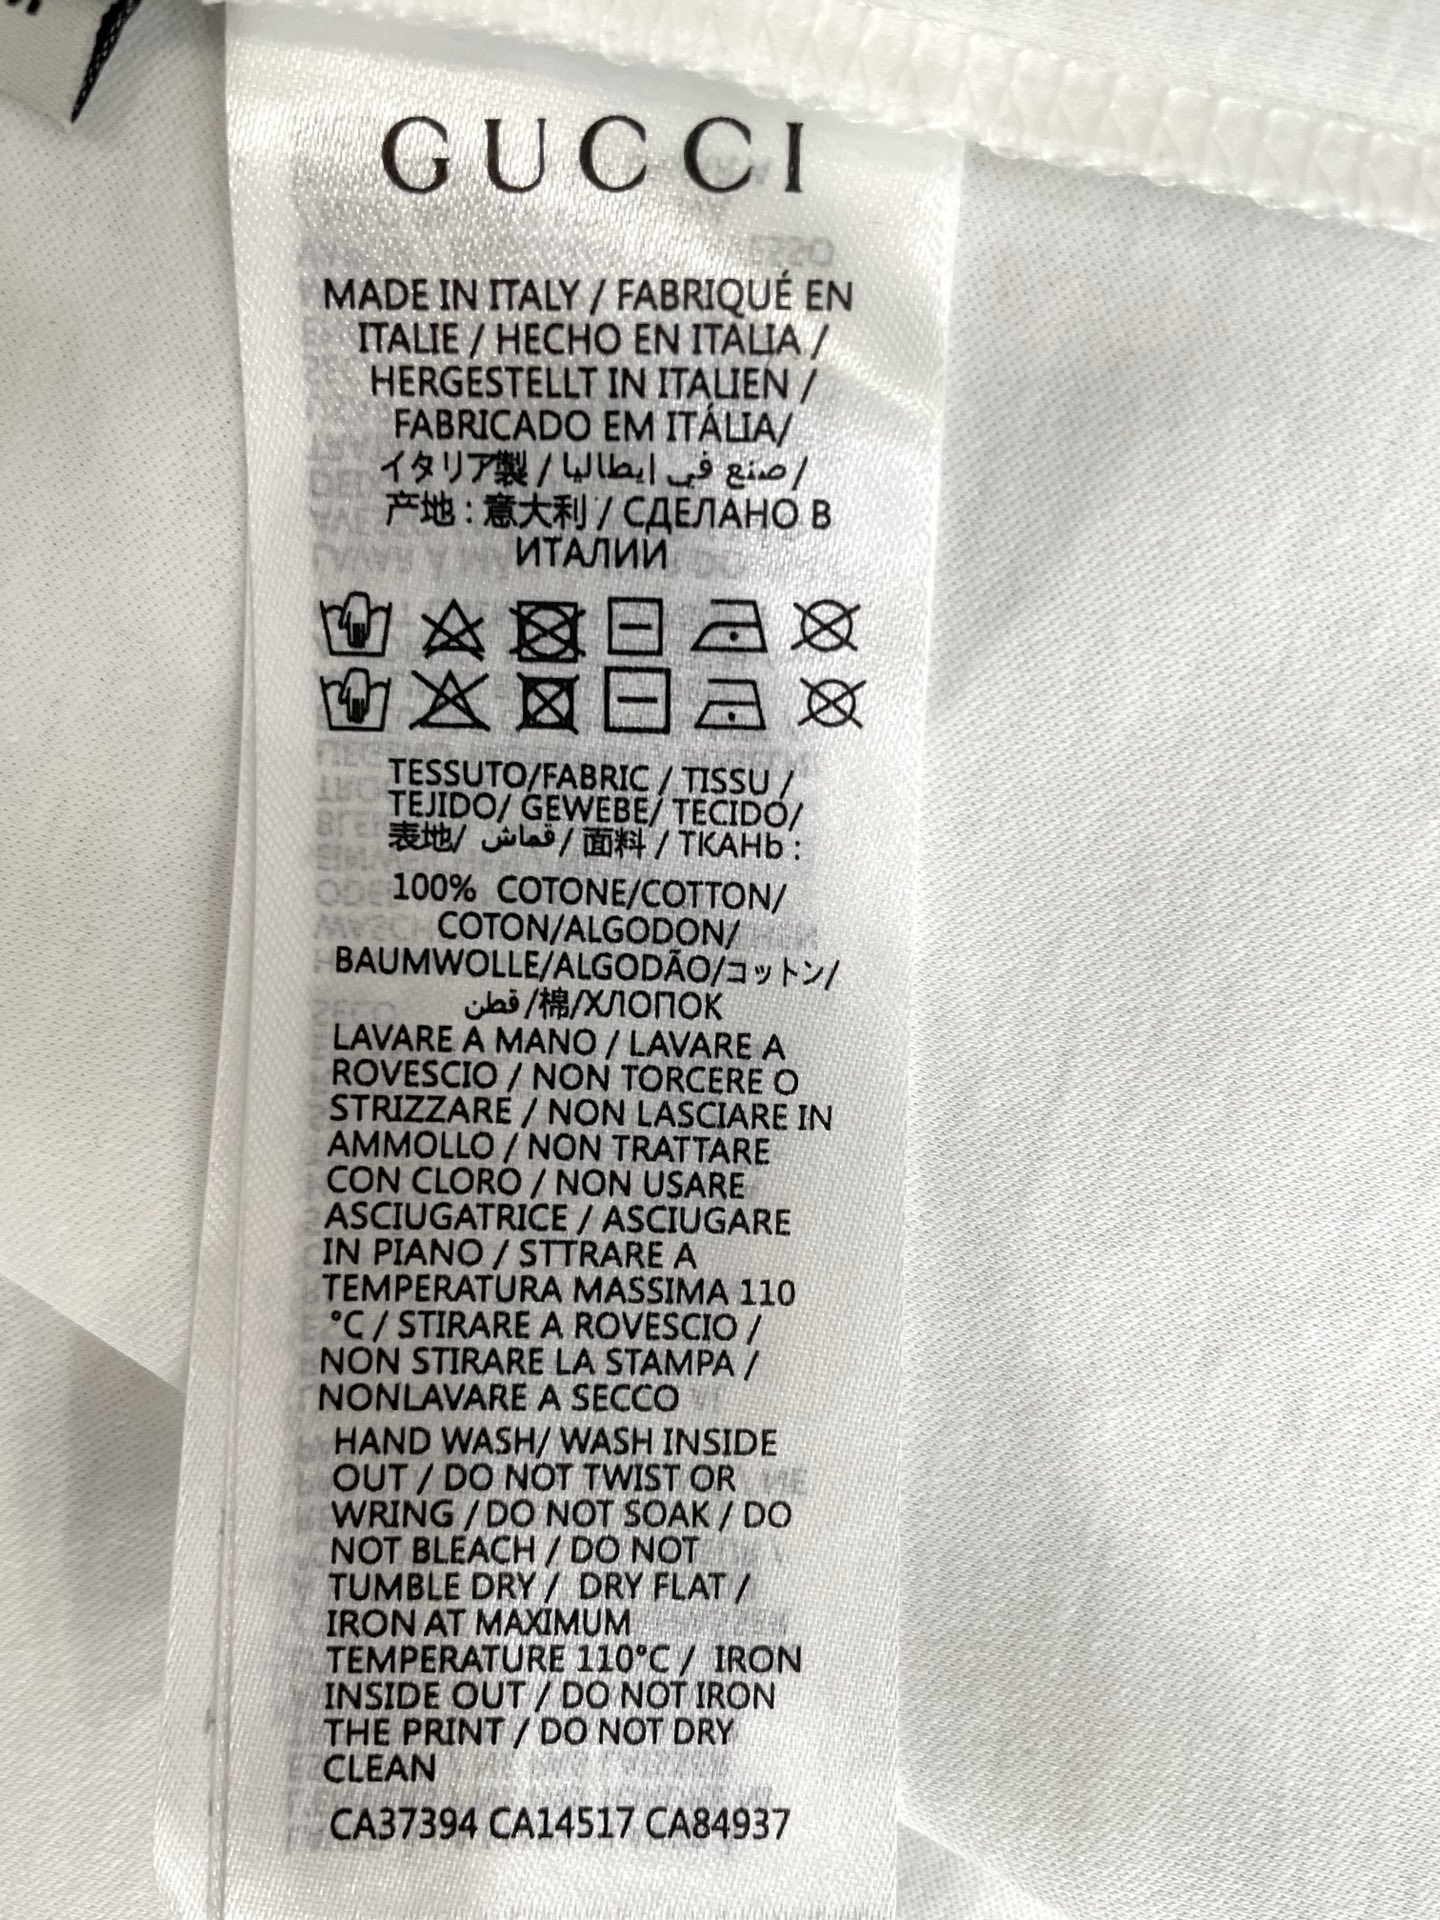 GUCCI
MADE IN ITALY / FABRIQUÉ EN
ITALIE / HECHO EN ITALIA /
HERGESTELLT IN ITALIEN /
FABRICADO EM ITÁLIA/
イタリア製 / صنع في إيطاليا /
产地 : 意大利 / СДЕЛАНО В
ИТАЛИИ
TESSUTO/FABRIC / TISSU /
TEJIDO/ GEWEBE/ TECIDO/
表地/ قماش / 面料 / ТКАНЬ :
100% COTONE/COTTON/
COTON/ALGODON/
BAUMWOLLE/ALGODÃO/コットン/
قطن /棉/ХЛОПОК
LAVARE A MANO / LAVARE A
ROVESCIO / NON TORCERE O
STRIZZARE / NON LASCIARE IN
AMMOLLO / NON TRATTARE
CON CLORO / NON USARE
ASCIUGATRICE / ASCIUGARE
IN PIANO / STTRARE A
TEMPERATURA MASSIMA 110
°C / STIRARE A ROVESCIO /
NON STIRARE LA STAMPA /
NONLAVARE A SECCO
HAND WASH/ WASH INSIDE
OUT / DO NOT TWIST OR
WRING / DO NOT SOAK / DO
NOT BLEACH / DO NOT
TUMBLE DRY / DRY FLAT /
IRON AT MAXIMUM
TEMPERATURE 110°C / IRON
INSIDE OUT / DO NOT IRON
THE PRINT / DO NOT DRY
CLEAN
CA37394 CA14517 CA84937